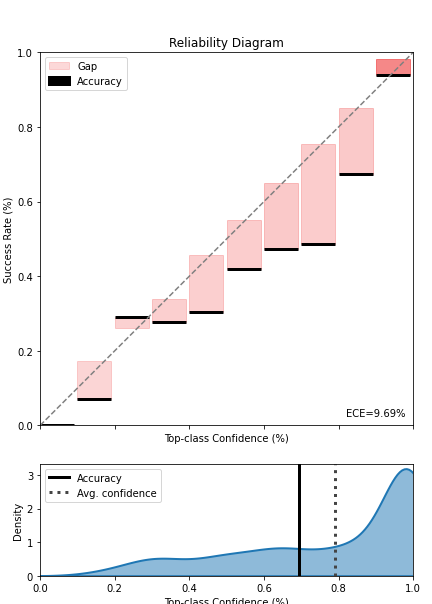 Reliability Diagram
Gap
Accuracy
1.0
0.8
0.6
0.4
0.2
0.0
Success Rate (%)
ECE=9.69%
Top-class Confidence (%)
Accuracy
Avg. confidence
3
2
1
0
Density
0.0 0.2 0.4 0.6 0.8 1.0
Top-class Confidence (%)